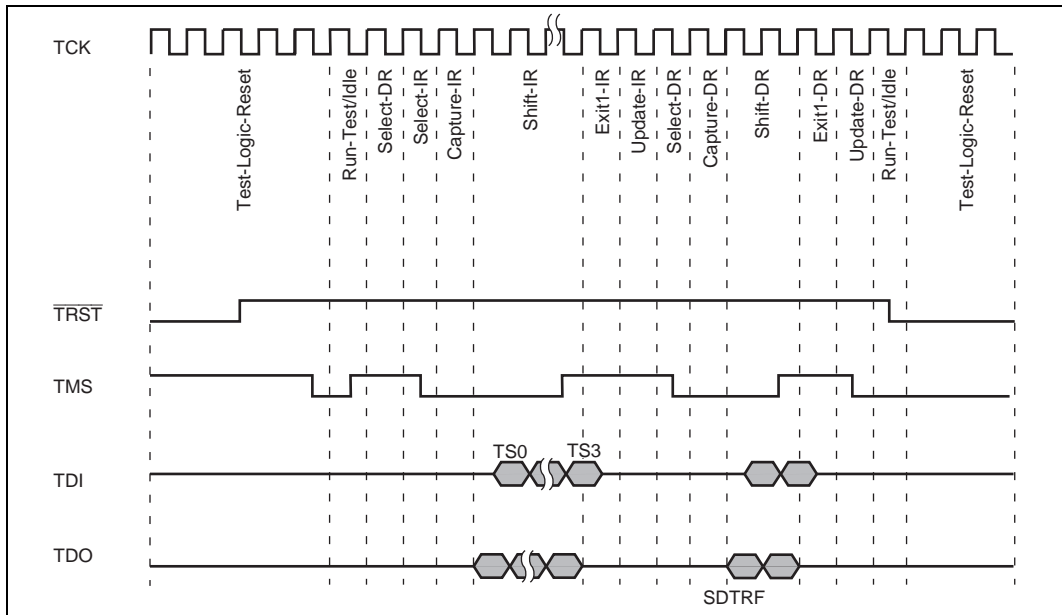 TCK
Test-Logic-Reset
Run-Test/Idle
Select-DR
Select-IR
Capture-IR
Shift-IR
Exit1-IR
Update-IR
Select-DR
Capture-DR
Shift-DR
Exit1-DR
Update-DR
Run-Test/Idle
Test-Logic-Reset
TRST
TMS
TS0 TS3
TDI
TDO
SDTRF